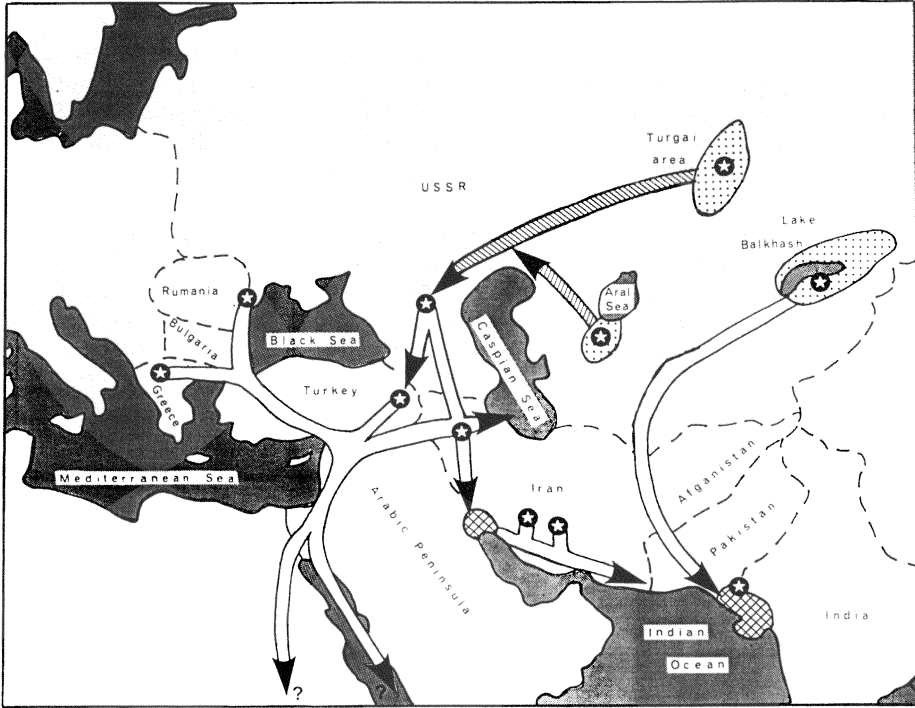 Turgai
area
USSR
Lake
Balkhash
Rumania
Aral
Sea
Bulgaria
Black Sea
Caspian Sea
Greece
Turkey
Mediterranean Sea
Iran
Afganistan
Arabic Peninsula
Pakistan
India
Indian
Ocean
?
?